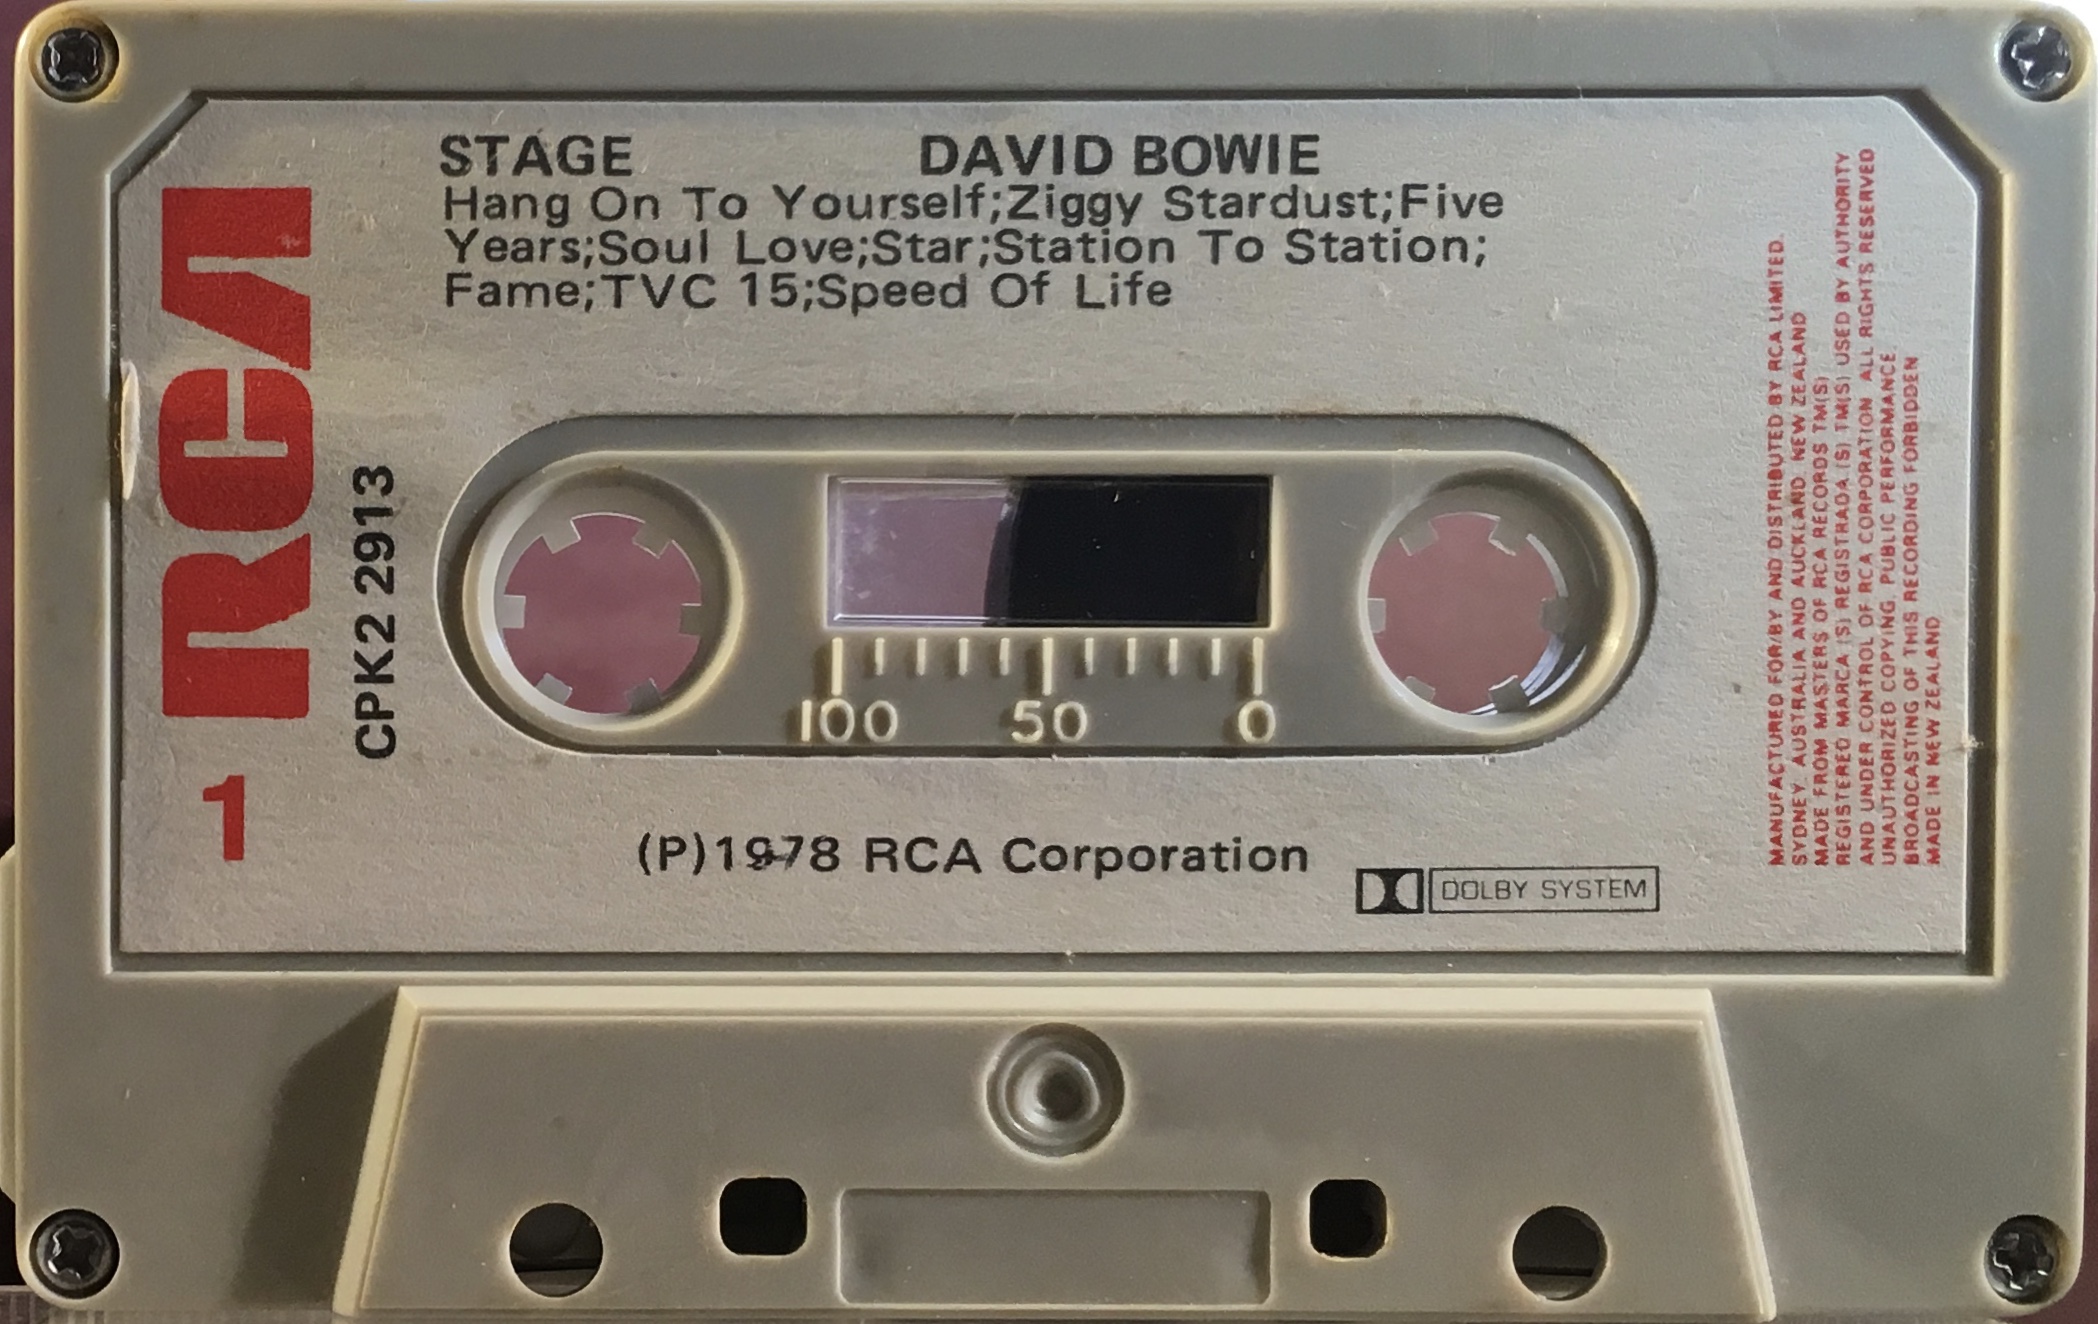 STAGE DAVID BOWIE
Hang On To Yourself;Ziggy Stardust;Five
Years;Soul Love;Star;Station To Station;
Fame;TVC 15;Speed Of Life
RCA
CPK2 2913
1
100 50 0
(P)1978 RCA Corporation
DOLBY SYSTEM
MANUFACTURED FOR/BY AND DISTRIBUTED BY RCA LIMITED.
SYDNEY, AUSTRALIA AND AUCKLAND, NEW ZEALAND
MADE FROM MASTERS OF RCA RECORDS TM(S)
REGISTERED MARCA (S) REGISTRADA (S) TM(S) USED BY AUTHORITY
AND UNDER CONTROL OF RCA CORPORATION ALL RIGHTS RESERVED
UNAUTHORIZED COPYING, PUBLIC PERFORMANCE,
BROADCASTING OF THIS RECORDING FORBIDDEN
MADE IN NEW ZEALAND